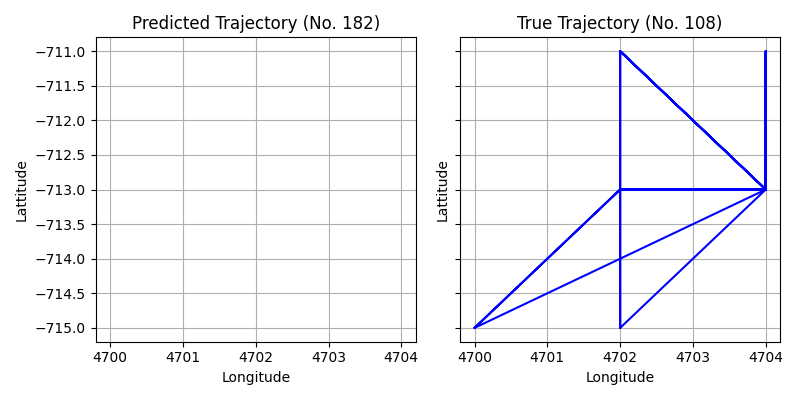 Predicted Trajectory (No. 182)
Lattitude
−711.0
−711.5
−712.0
−712.5
−713.0
−713.5
−714.0
−714.5
−715.0
4700 4701 4702 4703 4704
Longitude
True Trajectory (No. 108)
Lattitude
4700 4701 4702 4703 4704
Longitude